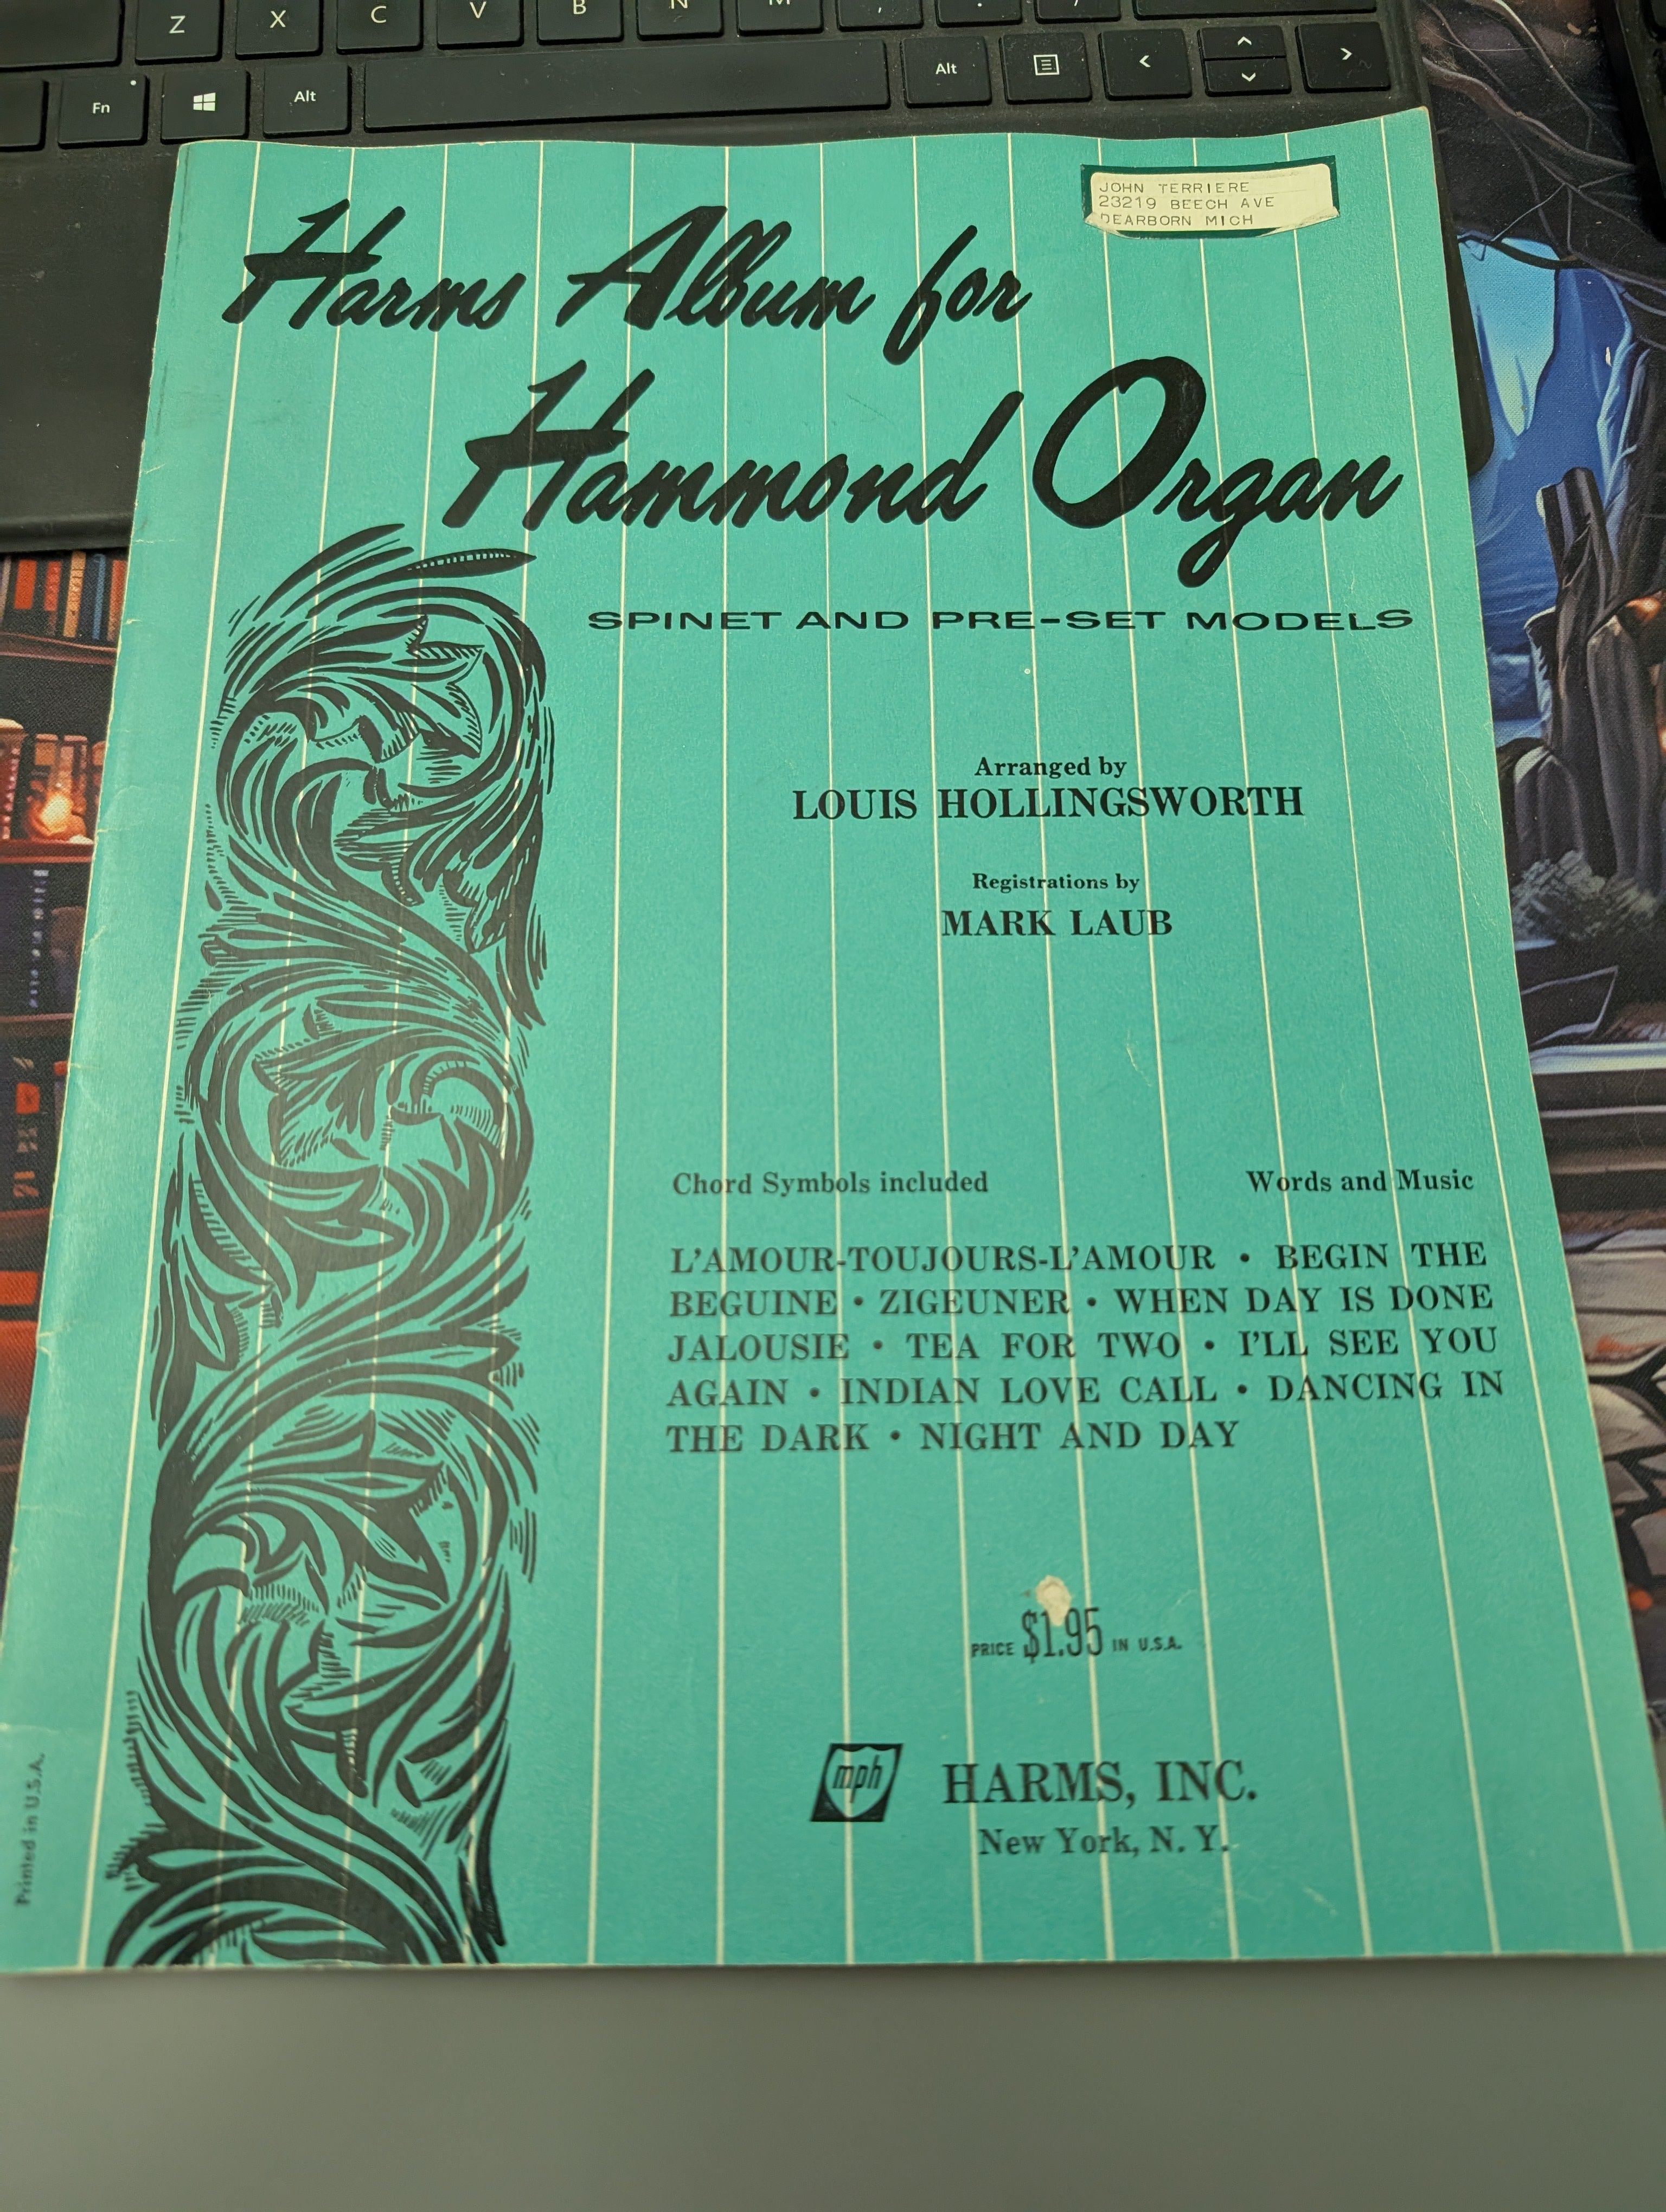 Z X C V B N M , . /
Fn Alt Alt < >
JOHN TERRIERE
23219 BEECH AVE
DEARBORN MICH
Harms Album for
Hammond Organ
SPINET AND PRE-SET MODELS
Arranged by
LOUIS HOLLINGSWORTH
Registrations by
MARK LAUB
Chord Symbols included Words and Music
L'AMOUR-TOUJOURS-L'AMOUR • BEGIN THE
BEGUINE • ZIGEUNER • WHEN DAY IS DONE
JALOUSIE • TEA FOR TWO • I'LL SEE YOU
AGAIN • INDIAN LOVE CALL • DANCING IN
THE DARK • NIGHT AND DAY
PRICE $1.95 IN U.S.A.
mph HARMS, INC.
New York, N. Y.
Printed in U.S.A.